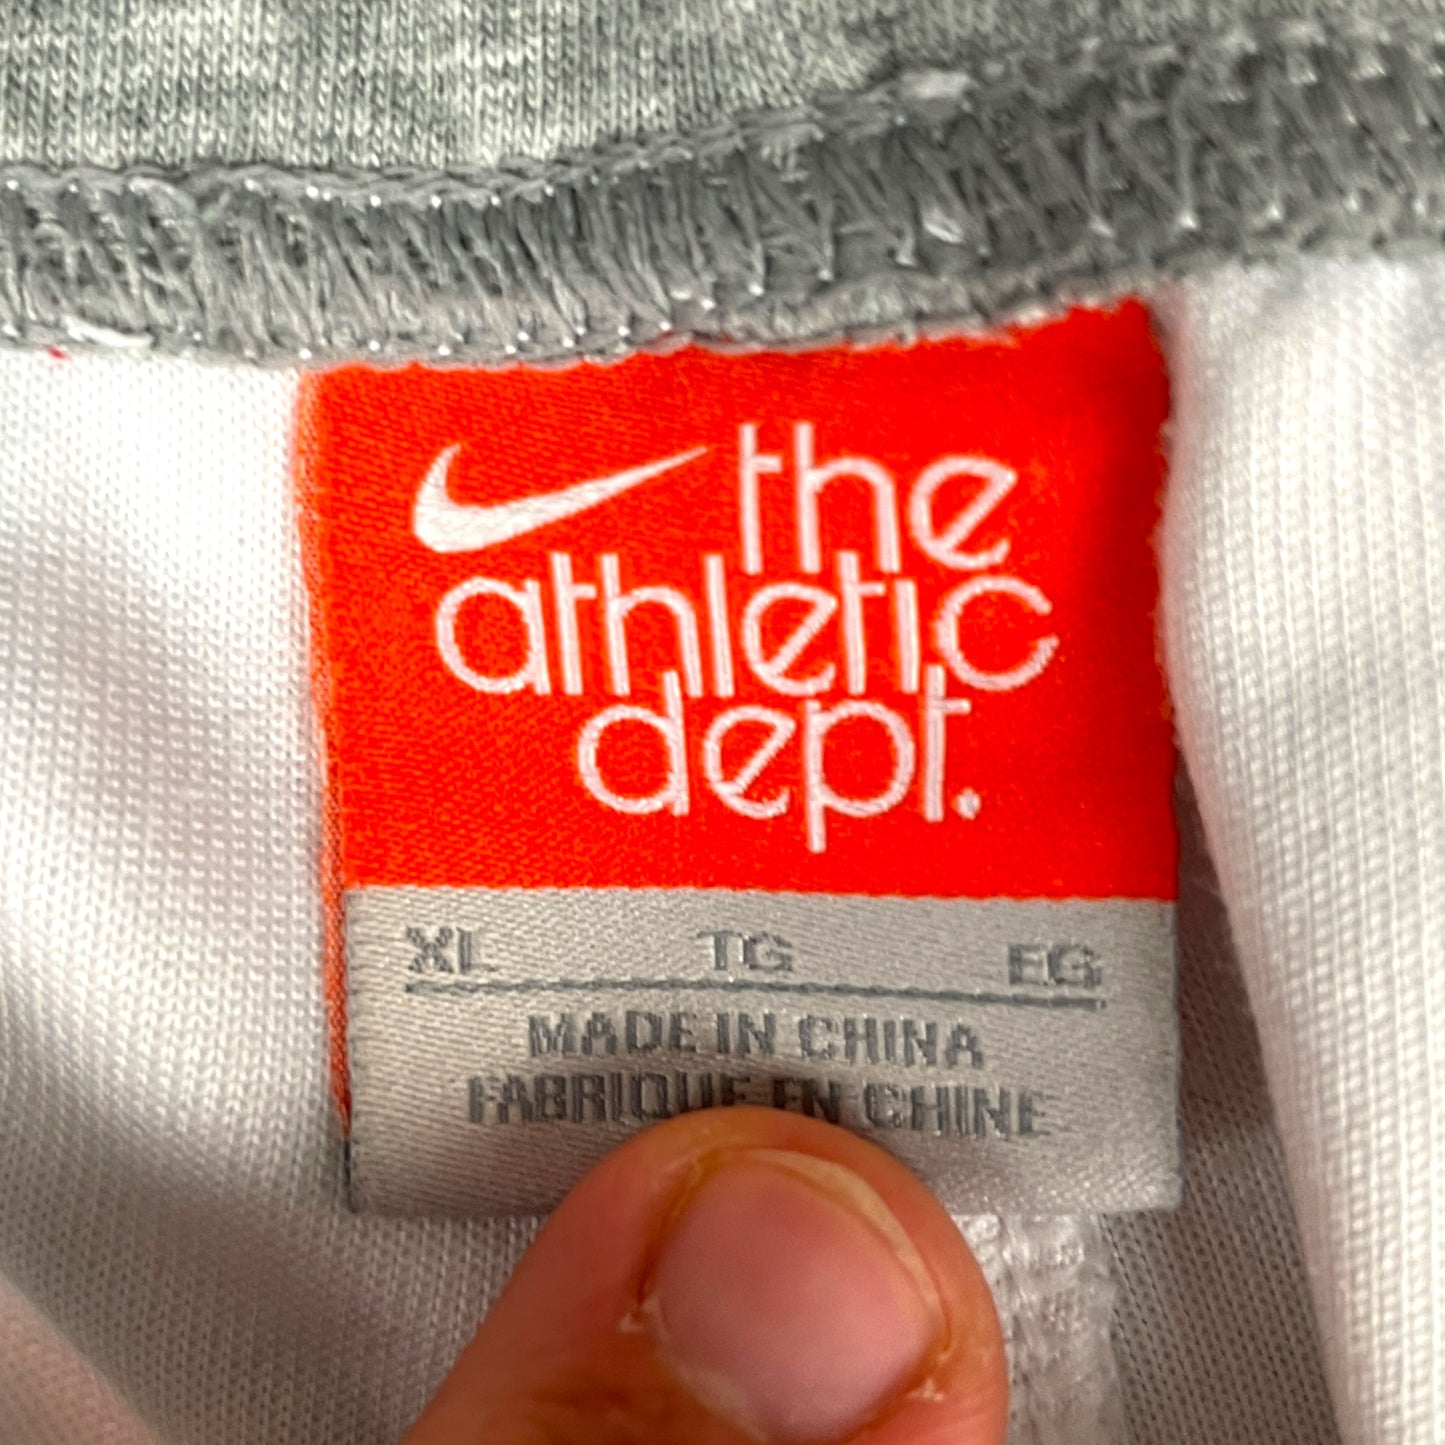 the
athletic
dept.
XL TG EG
MADE IN CHINA
FABRIQUE EN CHINE